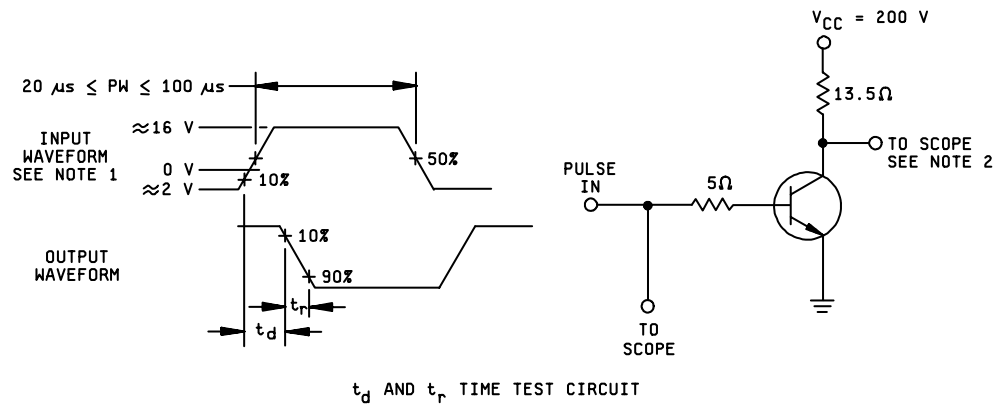 V_CC = 200 V
20 μs ≤ PW ≤ 100 μs
13.5Ω
≈16 V
INPUT
WAVEFORM
SEE NOTE 1
0 V
≈2 V
50%
10%
TO SCOPE
SEE NOTE 2
PULSE
IN
5Ω
OUTPUT
WAVEFORM
10%
90%
t_r
t_d
TO
SCOPE
t_d AND t_r TIME TEST CIRCUIT